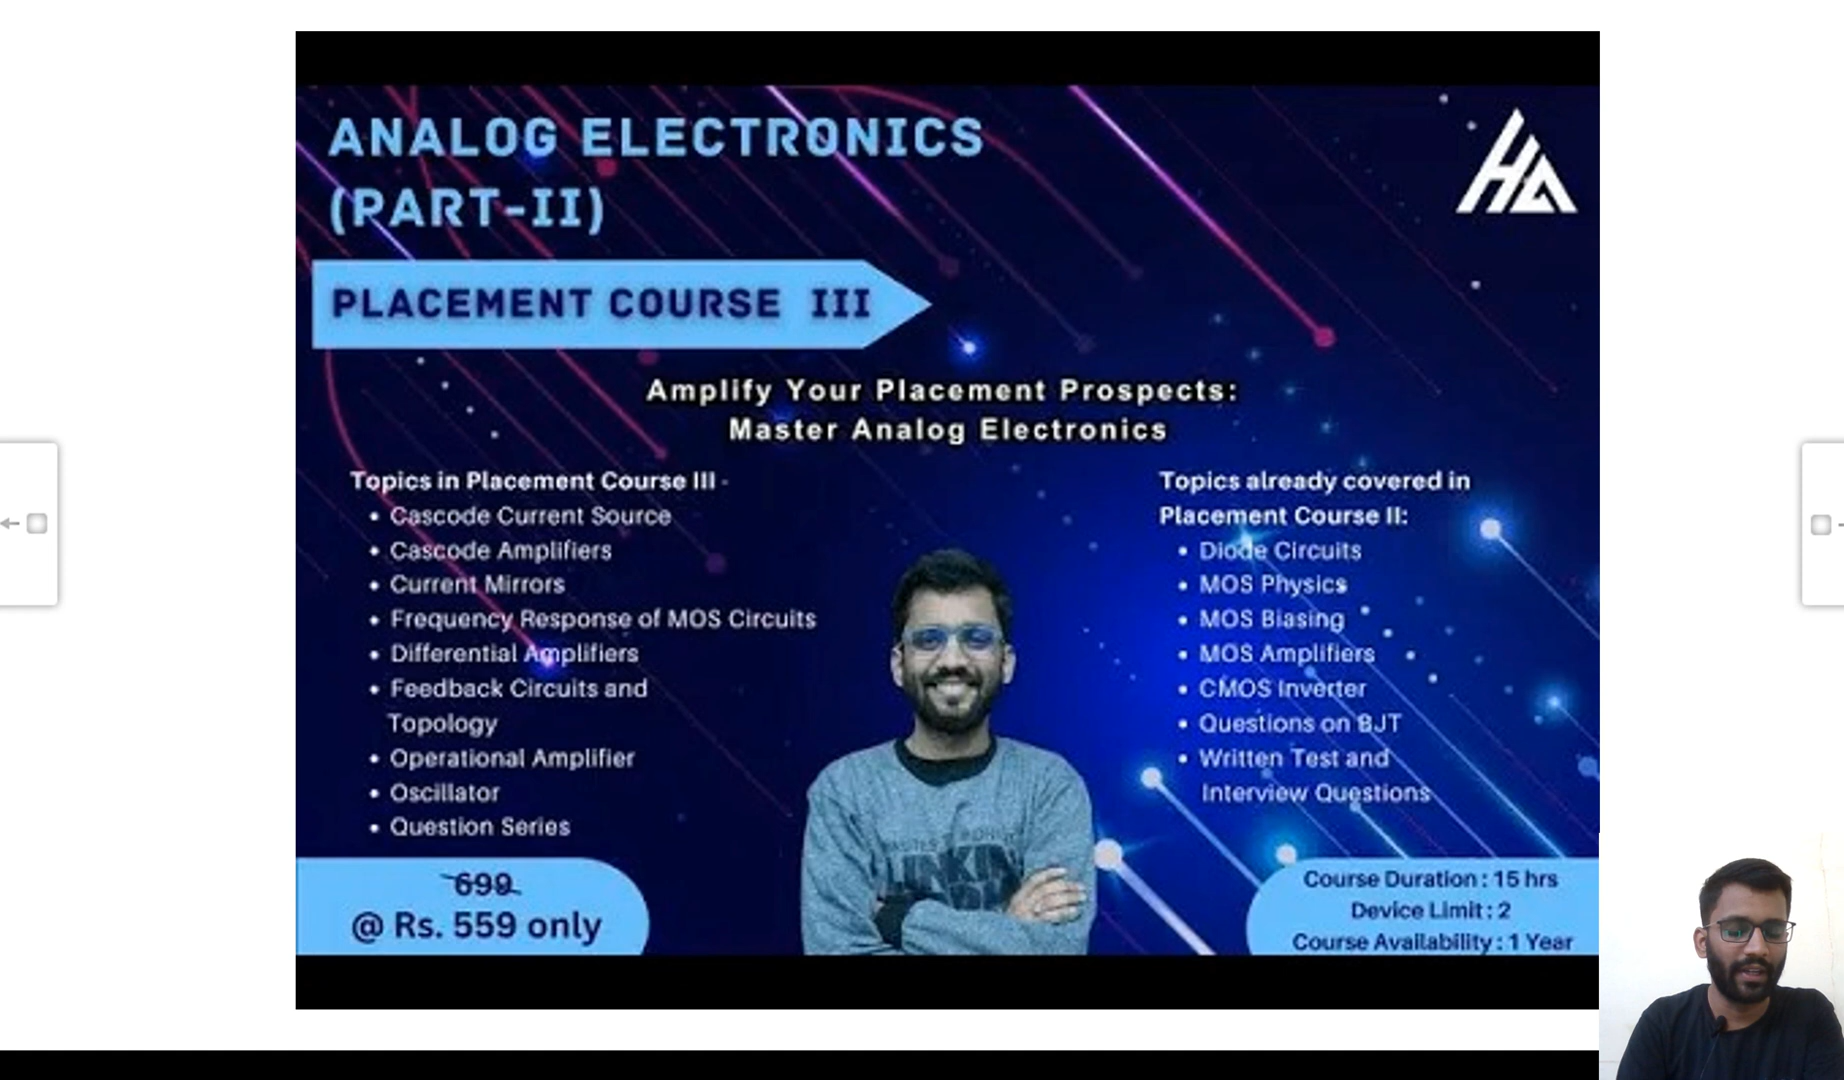 ANALOG ELECTRONICS
(PART-II)
PLACEMENT COURSE III
Amplify Your Placement Prospects:
Master Analog Electronics
Topics in Placement Course III -
• Cascode Current Source
• Cascode Amplifiers
• Current Mirrors
• Frequency Response of MOS Circuits
• Differential Amplifiers
• Feedback Circuits and
Topology
• Operational Amplifier
• Oscillator
• Question Series
699
@ Rs. 559 only
Topics already covered in
Placement Course II:
• Diode Circuits
• MOS Physics
• MOS Biasing
• MOS Amplifiers
• CMOS Inverter
• Questions on BJT
• Written Test and
Interview Questions
Course Duration : 15 hrs
Device Limit : 2
Course Availability : 1 Year
HA
LINKIN